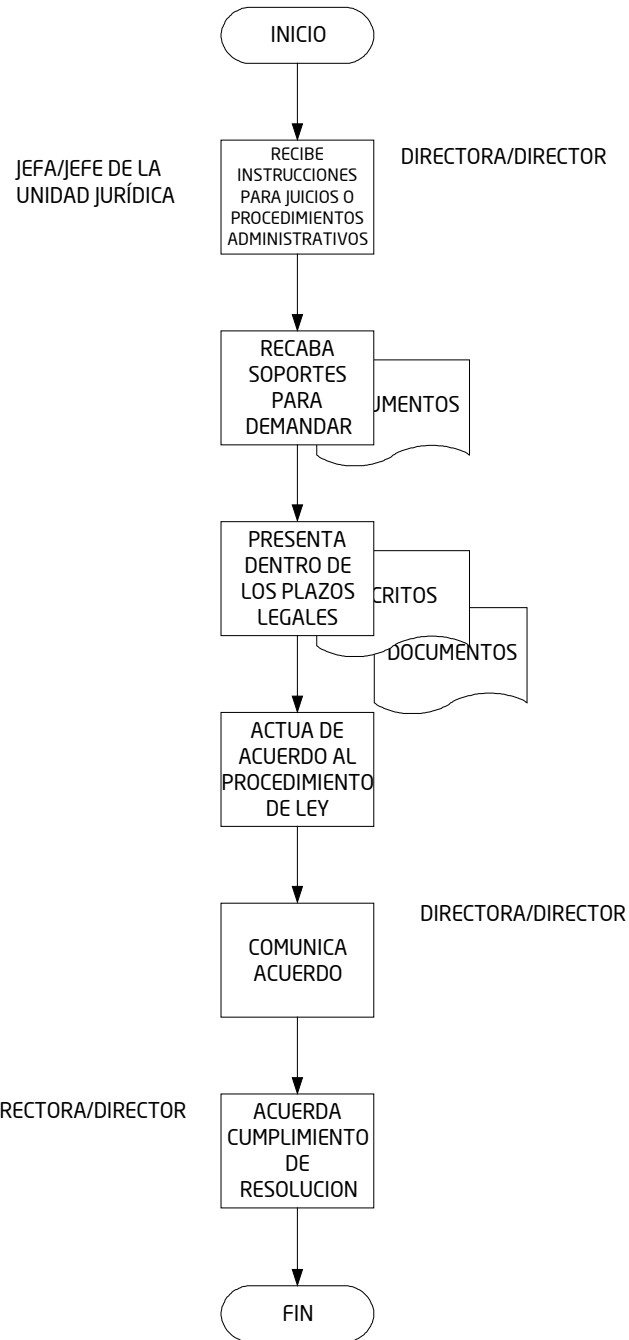 INICIO
JEFA/JEFE DE LA
UNIDAD JURÍDICA
RECIBE
INSTRUCCIONES
PARA JUICIOS O
PROCEDIMIENTOS
ADMINISTRATIVOS
DIRECTORA/DIRECTOR
RECABA
SOPORTES
PARA
DEMANDAR
UMENTOS
PRESENTA
DENTRO DE
LOS PLAZOS
LEGALES
CRITOS
DOCUMENTOS
ACTUA DE
ACUERDO AL
PROCEDIMIENTO
DE LEY
DIRECTORA/DIRECTOR
COMUNICA
ACUERDO
RECTORA/DIRECTOR
ACUERDA
CUMPLIMIENTO
DE
RESOLUCION
FIN